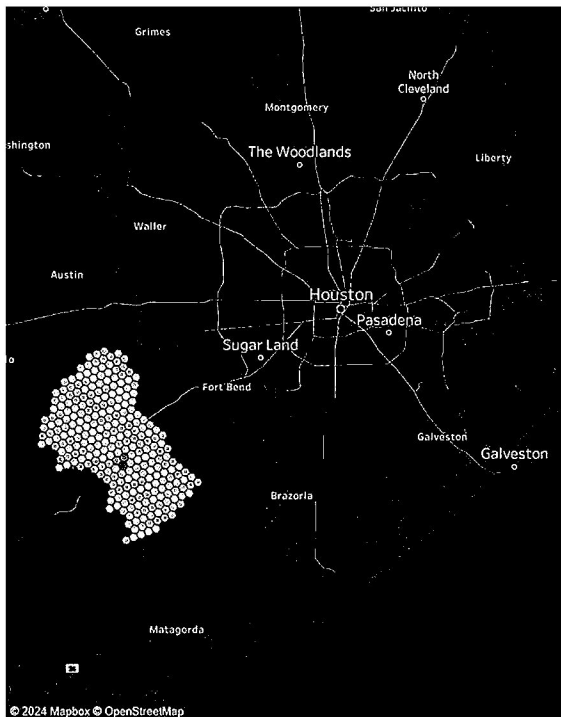 San Jacinto
Grimes
North
Cleveland
Montgomery
shington
The Woodlands
Liberty
Waller
Austin
Houston
Pasadena
Sugar Land
lo
Fort Bend
Galveston
Galveston
Brazoria
Matagorda
© 2024 Mapbox © OpenStreetMap